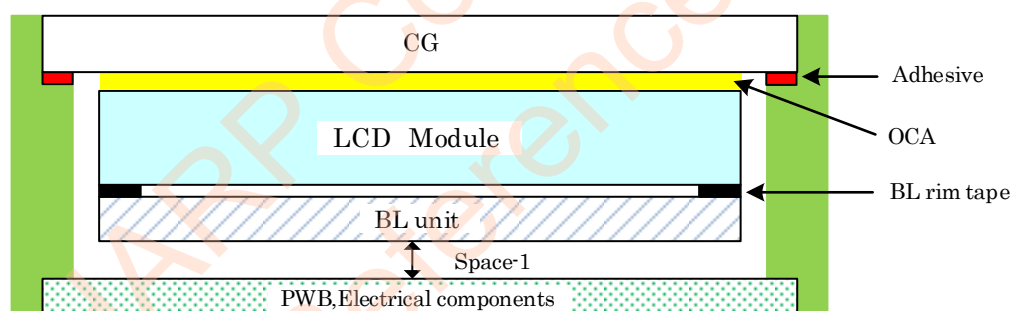 CG
Adhesive
OCA
LCD Module
BL rim tape
BL unit
Space-1
PWB,Electrical components